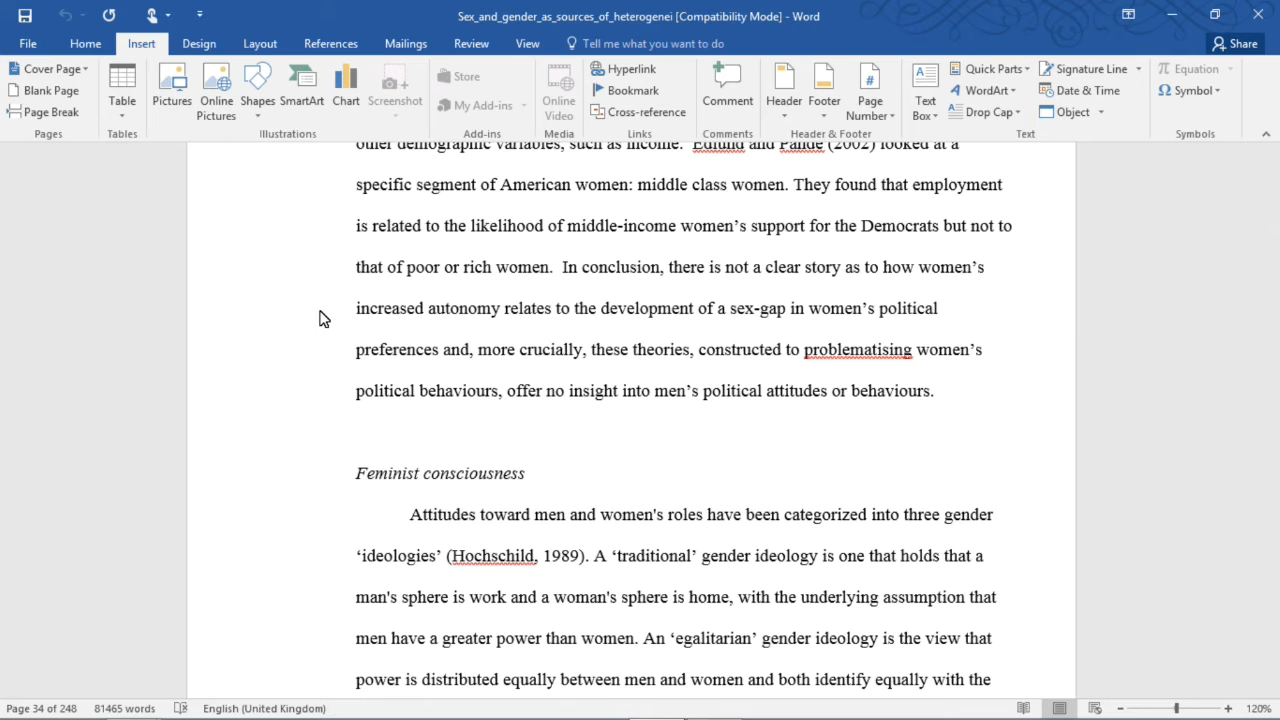 Sex_and_gender_as_sources_of_heterogenei [Compatibility Mode] - Word
File Home Insert Design Layout References Mailings Review View Tell me what you want to do Share
Cover Page
Blank Page
Page Break
Pages
Table
Tables
Pictures
Online Pictures
Shapes
SmartArt
Chart
Screenshot
Illustrations
Store
My Add-ins
Add-ins
Online Video
Media
Hyperlink
Bookmark
Cross-reference
Links
Comment
Comments
Header
Footer
Page Number
Header & Footer
Text Box
Quick Parts
WordArt
Drop Cap
Signature Line
Date & Time
Object
Text
Equation
Symbol
Symbols
other demographic variables, such as income.  Edlund and Pande (2002) looked at a
specific segment of American women: middle class women. They found that employment
is related to the likelihood of middle-income women’s support for the Democrats but not to
that of poor or rich women.  In conclusion, there is not a clear story as to how women’s
increased autonomy relates to the development of a sex-gap in women’s political
preferences and, more crucially, these theories, constructed to problematising women’s
political behaviours, offer no insight into men’s political attitudes or behaviours.
Feminist consciousness
Attitudes toward men and women's roles have been categorized into three gender
‘ideologies’ (Hochschild, 1989). A ‘traditional’ gender ideology is one that holds that a
man's sphere is work and a woman's sphere is home, with the underlying assumption that
men have a greater power than women. An ‘egalitarian’ gender ideology is the view that
power is distributed equally between men and women and both identify equally with the
Page 34 of 248 81465 words English (United Kingdom) 120%